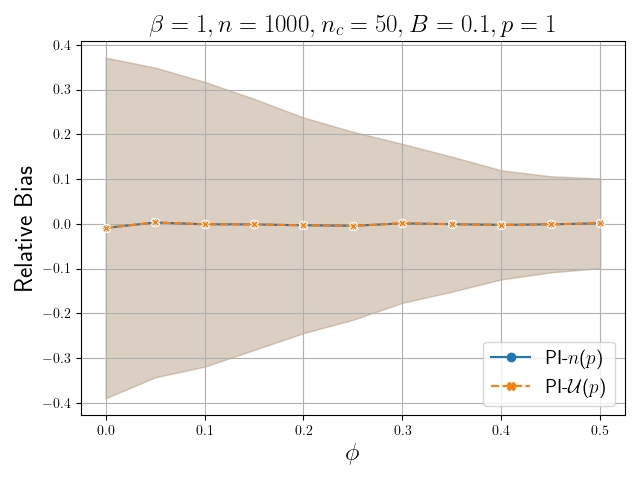 β = 1, n = 1000, n_c = 50, B = 0.1, p = 1
Relative Bias
0.4
0.3
0.2
0.1
0.0
−0.1
−0.2
−0.3
−0.4
PI-n(p)
PI-𝒰(p)
0.0 0.1 0.2 0.3 0.4 0.5
ϕ